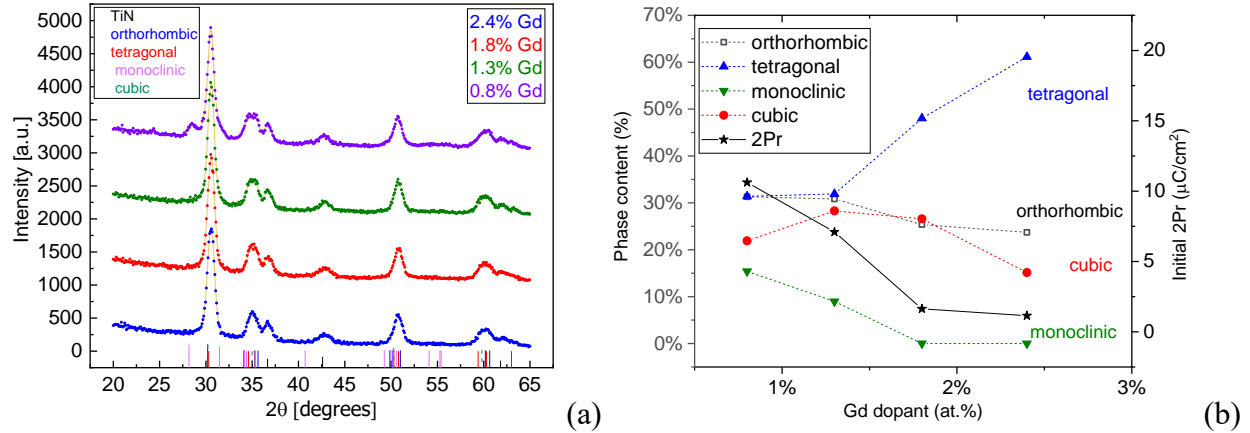 TiN
orthorhombic
tetragonal
monoclinic
cubic
2.4% Gd
1.8% Gd
1.3% Gd
0.8% Gd
5000
4500
4000
3500
3000
2500
2250
1500
1000
500
0
Intensity [a.u.]
20 25 30 35 40 45 50 55 60 65
2θ [degrees]
(a)
70%
60%
50%
40%
30%
20%
10%
0%
Phase content (%)
orthorhombic
tetragonal
monoclinic
cubic
2Pr
tetragonal
orthorhombic
cubic
monoclinic
20
15
10
5
0
Initial 2Pr (μC/cm²)
1% 2% 3%
Gd dopant (at.%)
(b)